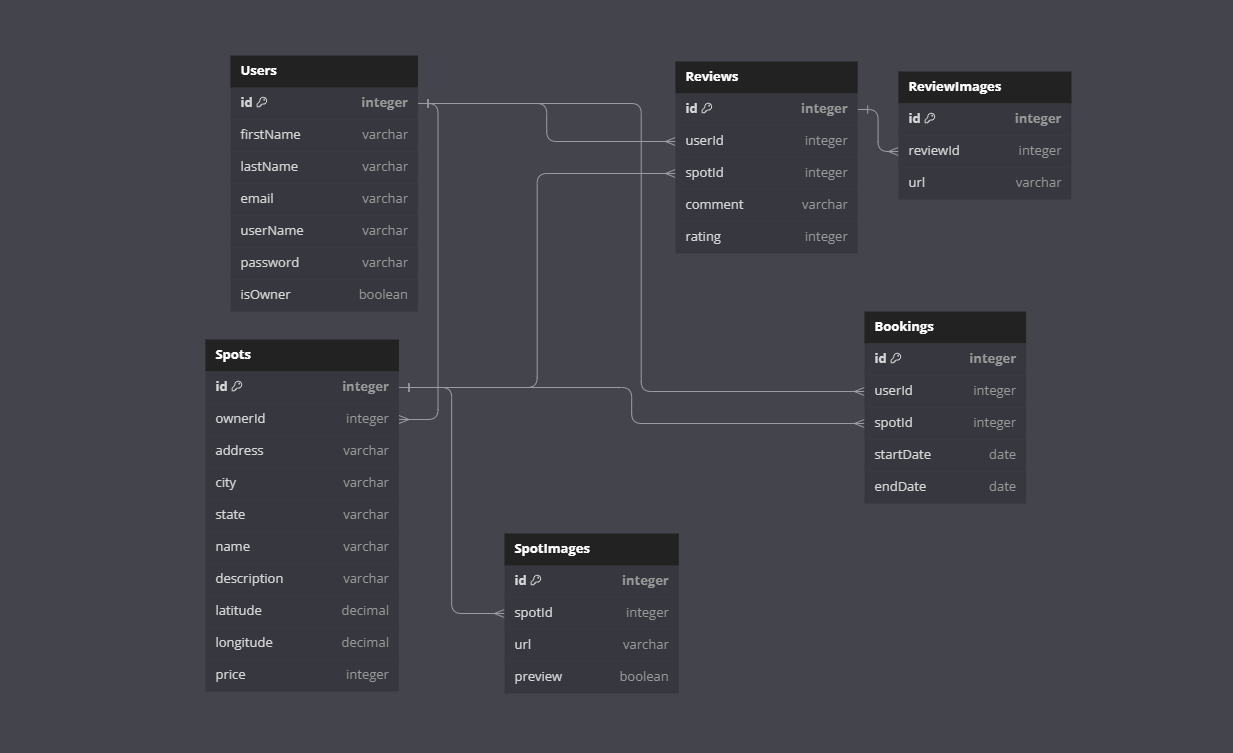 Users
id integer
firstName varchar
lastName varchar
email varchar
userName varchar
password varchar
isOwner boolean
Reviews
id integer
userId integer
spotId integer
comment varchar
rating integer
ReviewImages
id integer
reviewId integer
url varchar
Spots
id integer
ownerId integer
address varchar
city varchar
state varchar
name varchar
description varchar
latitude decimal
longitude decimal
price integer
Bookings
id integer
userId integer
spotId integer
startDate date
endDate date
SpotImages
id integer
spotId integer
url varchar
preview boolean